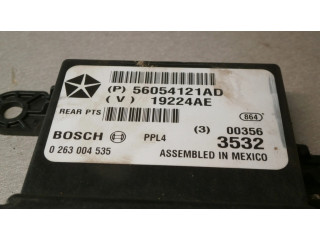 (P) 56054121AD
(V) 19224AE
REAR PTS
864
BOSCH PPL4 (3) 00356
3532
0 263 004 535 ASSEMBLED IN MEXICO